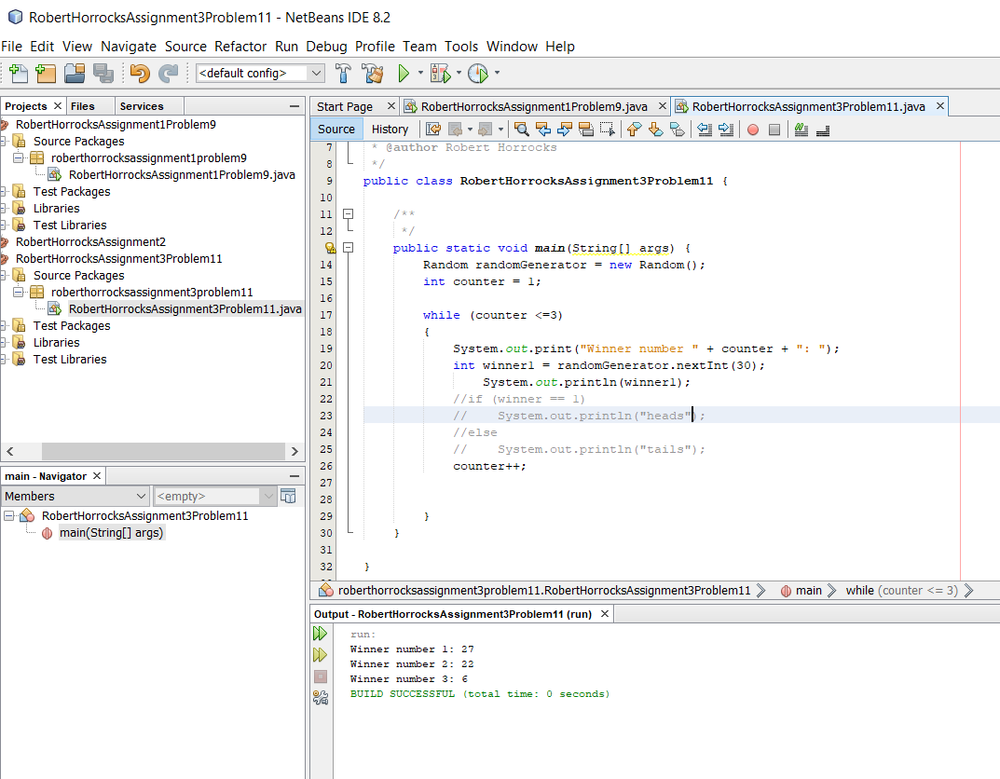 RobertHorrocksAssignment3Problem11 - NetBeans IDE 8.2
File Edit View Navigate Source Refactor Run Debug Profile Team Tools Window Help
<default config>
Projects Files Services
RobertHorrocksAssignment1Problem9
Source Packages
roberthorrocksassignment1problem9
RobertHorrocksAssignment1Problem9.java
Test Packages
Libraries
Test Libraries
RobertHorrocksAssignment2
RobertHorrocksAssignment3Problem11
Source Packages
roberthorrocksassignment3problem11
RobertHorrocksAssignment3Problem11.java
Test Packages
Libraries
Test Libraries
main - Navigator
Members <empty>
RobertHorrocksAssignment3Problem11
main(String[] args)
Start Page RobertHorrocksAssignment1Problem9.java RobertHorrocksAssignment3Problem11.java
Source History
7 * @author Robert Horrocks
8 */
9 public class RobertHorrocksAssignment3Problem11 {
10
11 /**
12 */
public static void main(String[] args) {
14 Random randomGenerator = new Random();
15 int counter = 1;
16
17 while (counter <=3)
18 {
19 System.out.print("Winner number " + counter + ": ");
20 int winner1 = randomGenerator.nextInt(30);
21 System.out.println(winner1);
22 //if (winner == 1)
23 // System.out.println("heads");
24 //else
25 // System.out.println("tails");
26 counter++;
27
28
29 }
30 }
31
32 }
roberthorrocksassignment3problem11.RobertHorrocksAssignment3Problem11 main while (counter <= 3)
Output - RobertHorrocksAssignment3Problem11 (run)
run:
Winner number 1: 27
Winner number 2: 22
Winner number 3: 6
BUILD SUCCESSFUL (total time: 0 seconds)